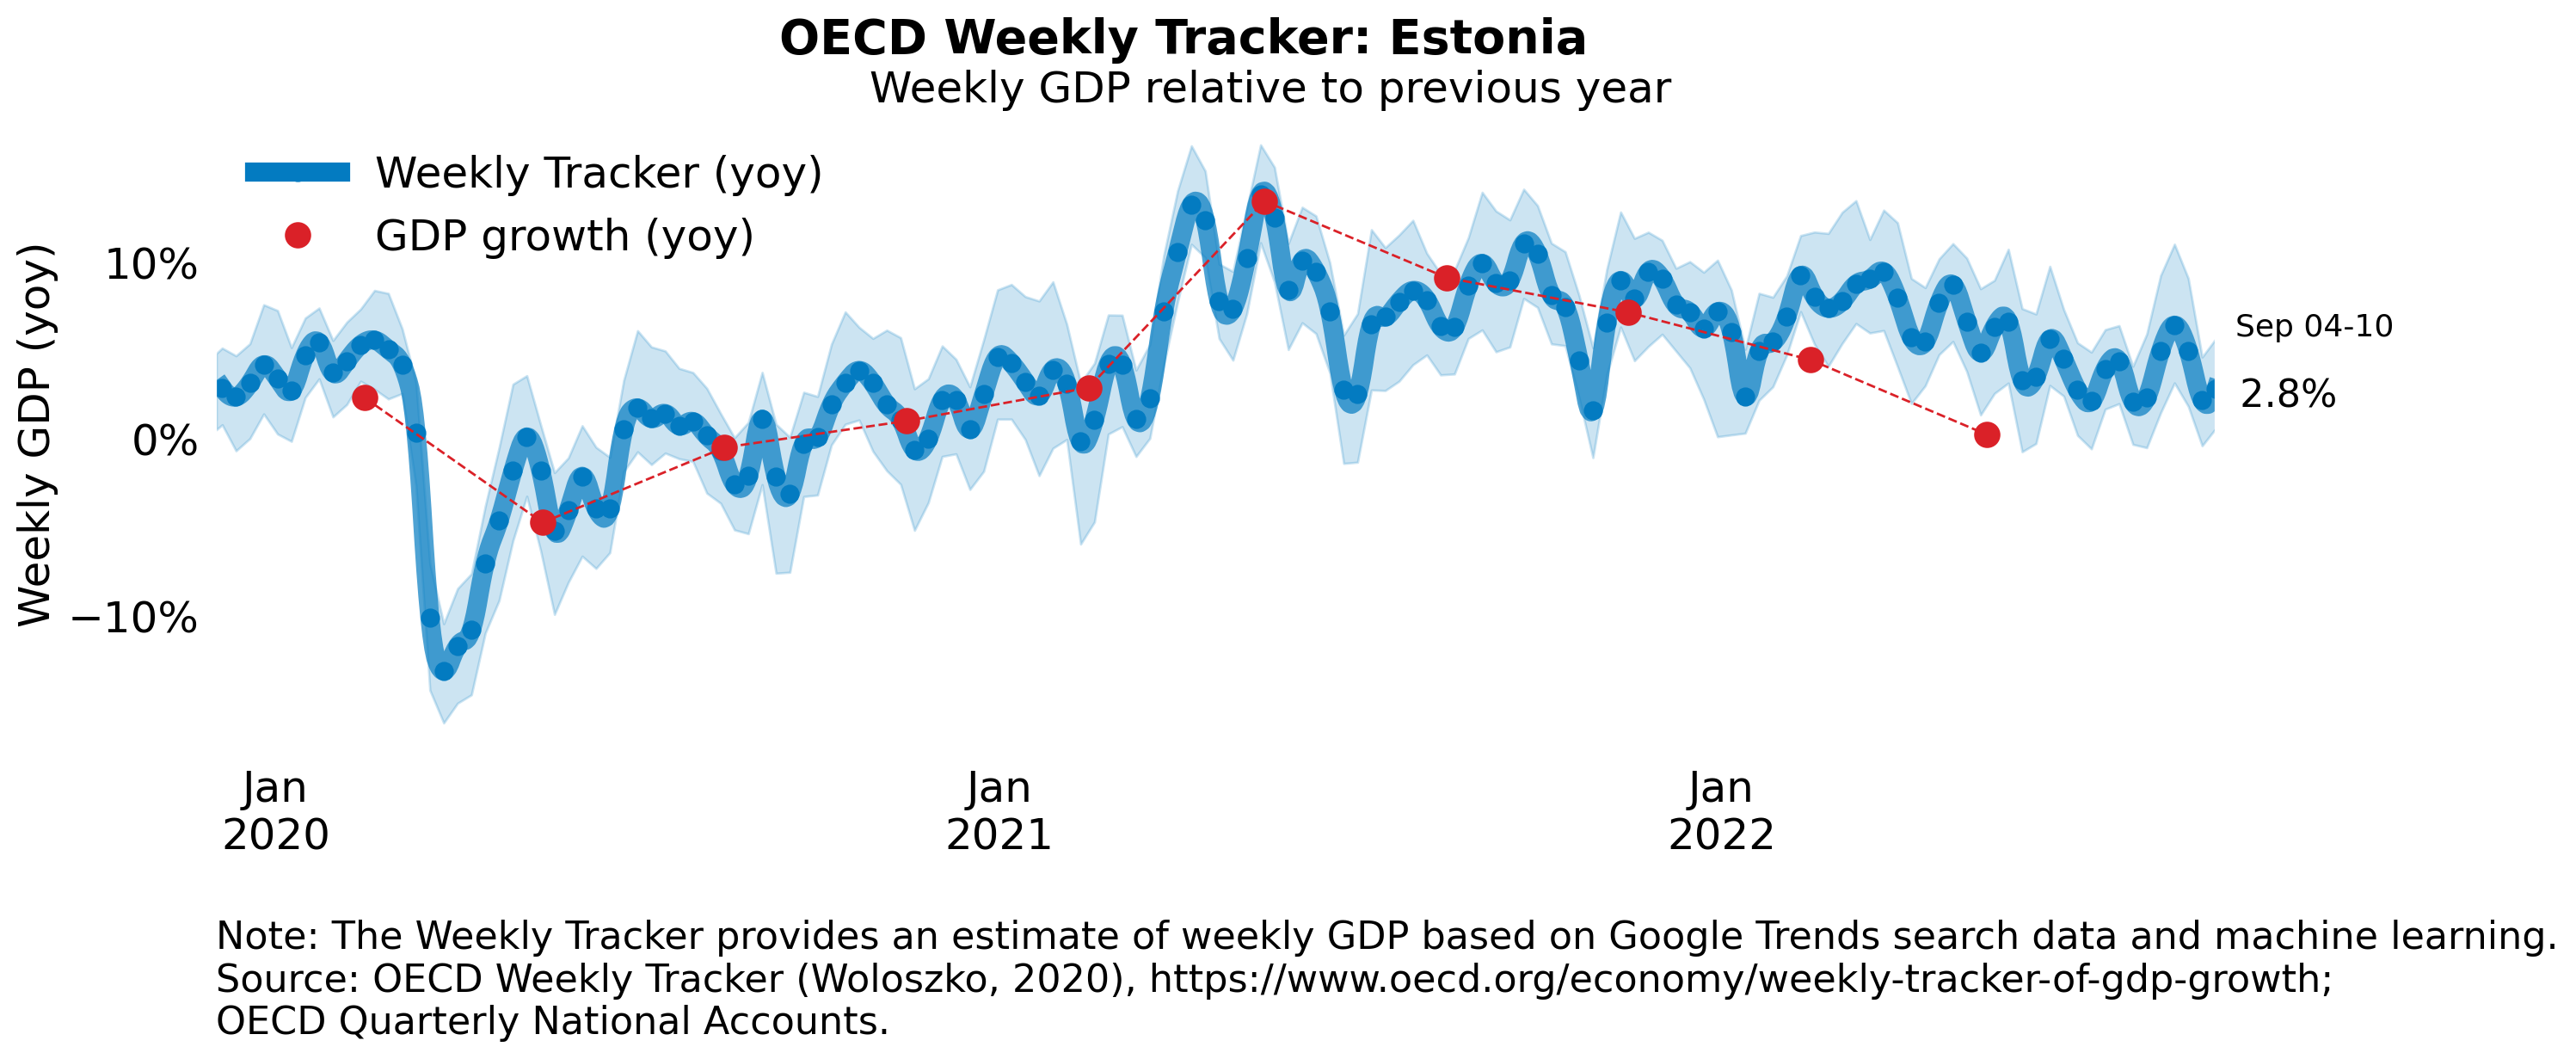 OECD Weekly Tracker: Estonia
Weekly GDP relative to previous year
Weekly Tracker (yoy)
GDP growth (yoy)
Weekly GDP (yoy)
10%
0%
−10%
Sep 04-10
2.8%
Jan
2020
Jan
2021
Jan
2022
Note: The Weekly Tracker provides an estimate of weekly GDP based on Google Trends search data and machine learning.
Source: OECD Weekly Tracker (Woloszko, 2020), https://www.oecd.org/economy/weekly-tracker-of-gdp-growth;
OECD Quarterly National Accounts.